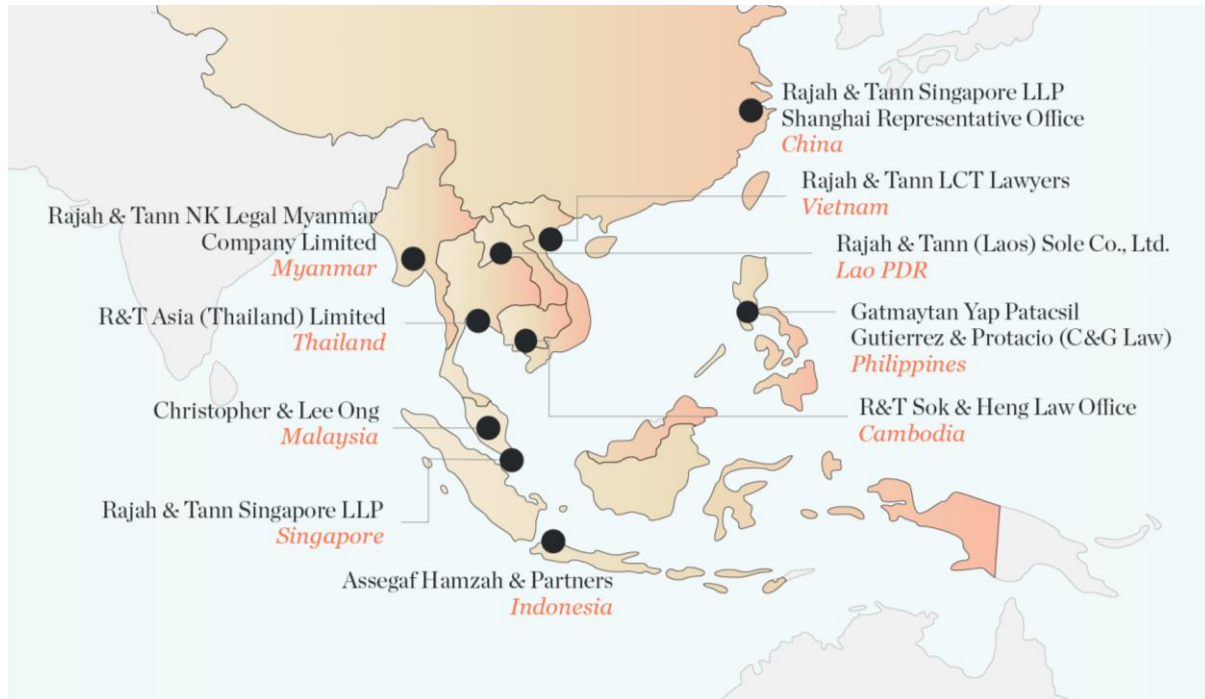 Rajah & Tann Singapore LLP
Shanghai Representative Office
China
Rajah & Tann LCT Lawyers
Vietnam
Rajah & Tann NK Legal Myanmar
Company Limited
Myanmar
Rajah & Tann (Laos) Sole Co., Ltd.
Lao PDR
R&T Asia (Thailand) Limited
Thailand
Gatmaytan Yap Patacsil
Gutierrez & Protacio (C&G Law)
Philippines
Christopher & Lee Ong
Malaysia
R&T Sok & Heng Law Office
Cambodia
Rajah & Tann Singapore LLP
Singapore
Assegaf Hamzah & Partners
Indonesia